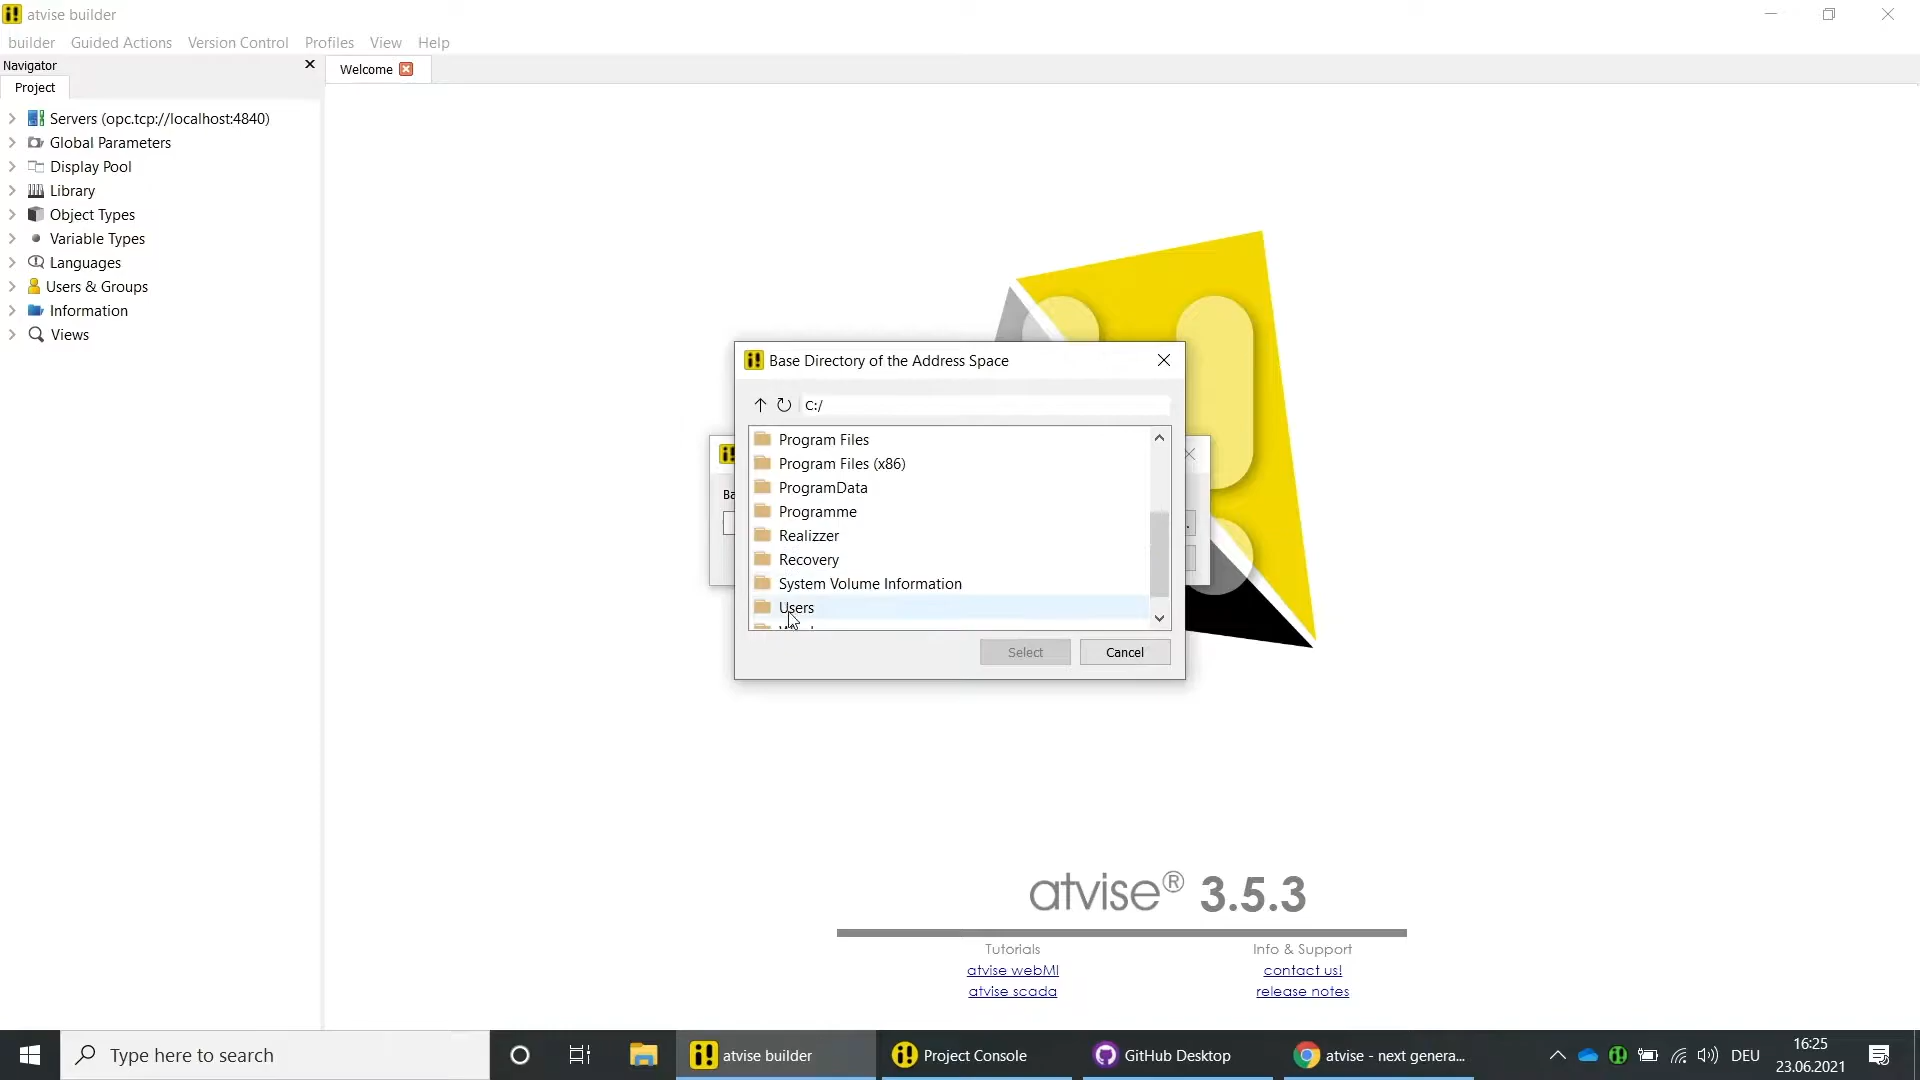 atvise builder
builder Guided Actions Version Control Profiles View Help
Navigator
Project
Welcome
Servers (opc.tcp://localhost:4840)
Global Parameters
Display Pool
Library
Object Types
Variable Types
Languages
Users & Groups
Information
Views
Base Directory of the Address Space
C:/
Program Files
Program Files (x86)
ProgramData
Programme
Realizzer
Recovery
System Volume Information
Users
Select
Cancel
Ba
atvise® 3.5.3
Tutorials
Info & Support
atvise webMI
contact us!
atvise scada
release notes
Type here to search
atvise builder
Project Console
GitHub Desktop
atvise - next genera...
DEU
16:25
23.06.2021